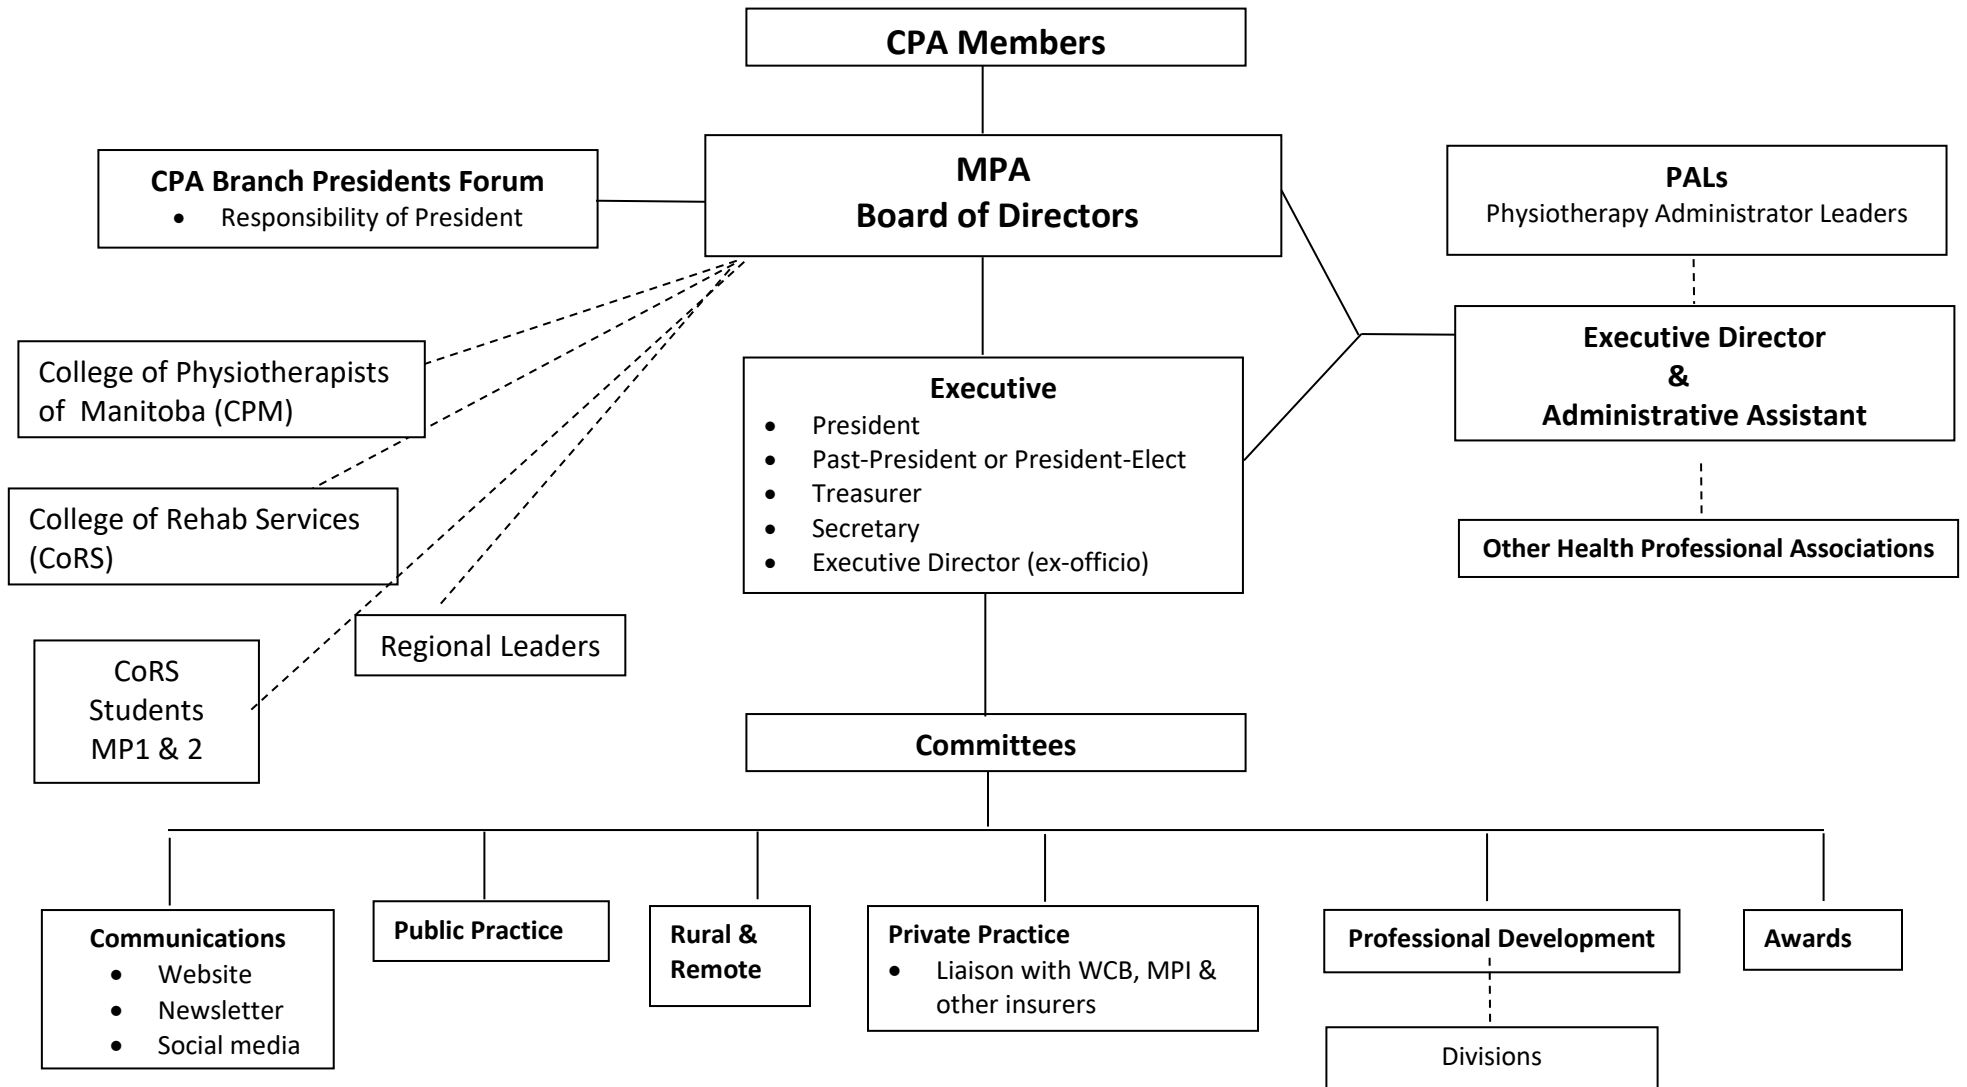 CPA Members
CPA Branch Presidents Forum
• Responsibility of President
MPA
Board of Directors
PALs
Physiotherapy Administrator Leaders
College of Physiotherapists
of Manitoba (CPM)
Executive
• President
• Past-President or President-Elect
• Treasurer
• Secretary
• Executive Director (ex-officio)
Executive Director
&
Administrative Assistant
College of Rehab Services
(CoRS)
Other Health Professional Associations
CoRS
Students
MP1 & 2
Regional Leaders
Committees
Communications
• Website
• Newsletter
• Social media
Public Practice
Rural &
Remote
Private Practice
• Liaison with WCB, MPI &
other insurers
Professional Development
Awards
Divisions